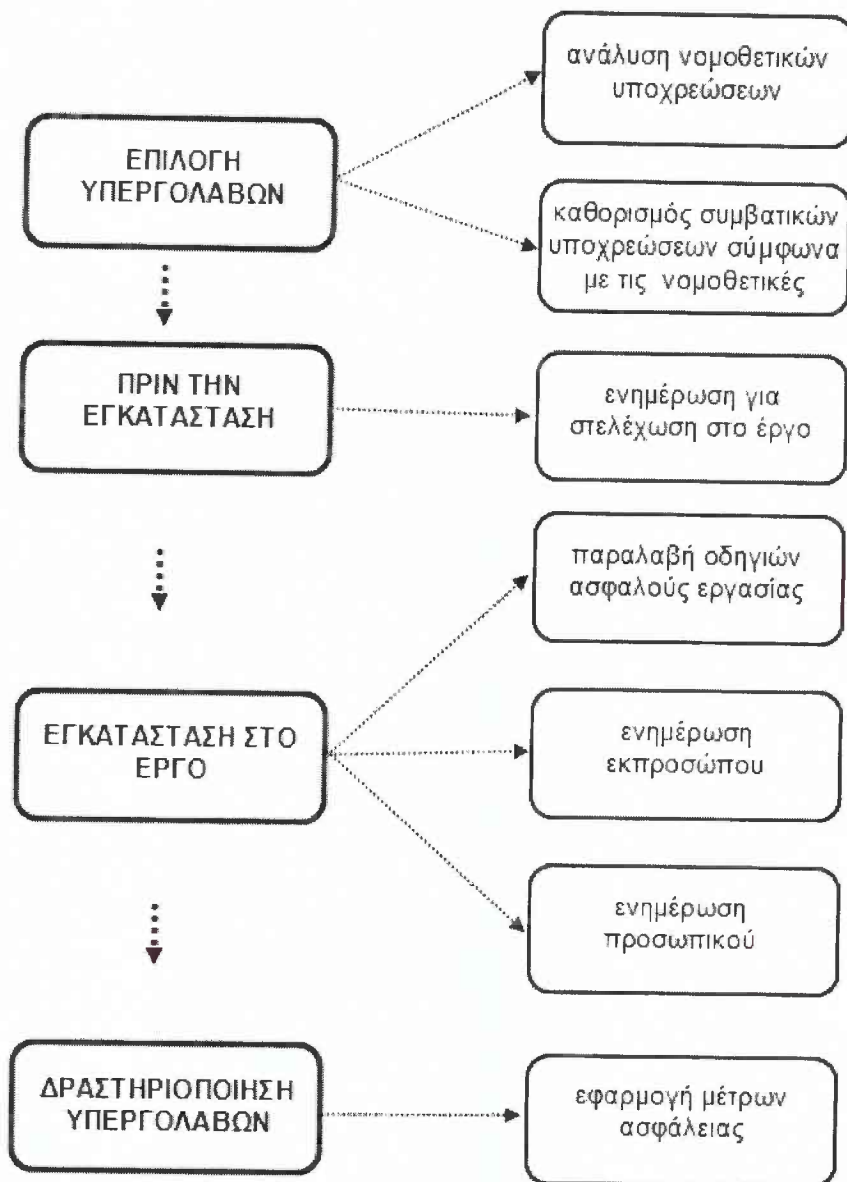 ΕΠΙΛΟΓΗ
ΥΠΕΡΓΟΛΑΒΩΝ
ανάλυση νομοθετικών
υποχρεώσεων
καθορισμός συμβατικών
υποχρεώσεων σύμφωνα
με τις νομοθετικές
ΠΡΙΝ ΤΗΝ
ΕΓΚΑΤΑΣΤΑΣΗ
ενημέρωση για
στελέχωση στο έργο
ΕΓΚΑΤΑΣΤΑΣΗ ΣΤΟ
ΕΡΓΟ
παραλαβή οδηγιών
ασφαλούς εργασίας
ενημέρωση
εκπροσώπου
ενημέρωση
προσωπικού
ΔΡΑΣΤΗΡΙΟΠΟΙΗΣΗ
ΥΠΕΡΓΟΛΑΒΩΝ
εφαρμογή μέτρων
ασφάλειας